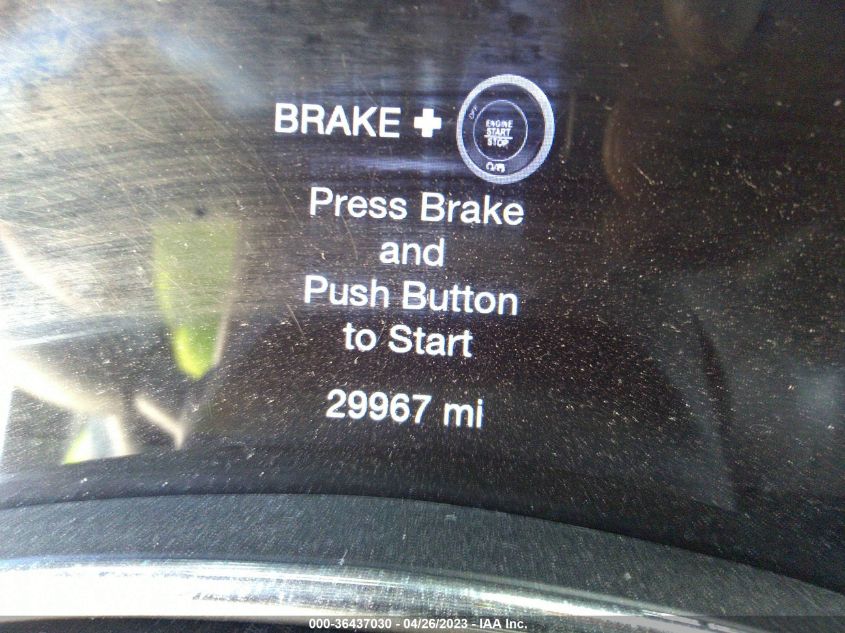 BRAKE +
OFF
ENGINE
START
STOP
Press Brake
and
Push Button
to Start
29967 mi
000-36437030 - 04/26/2023 - IAA Inc.